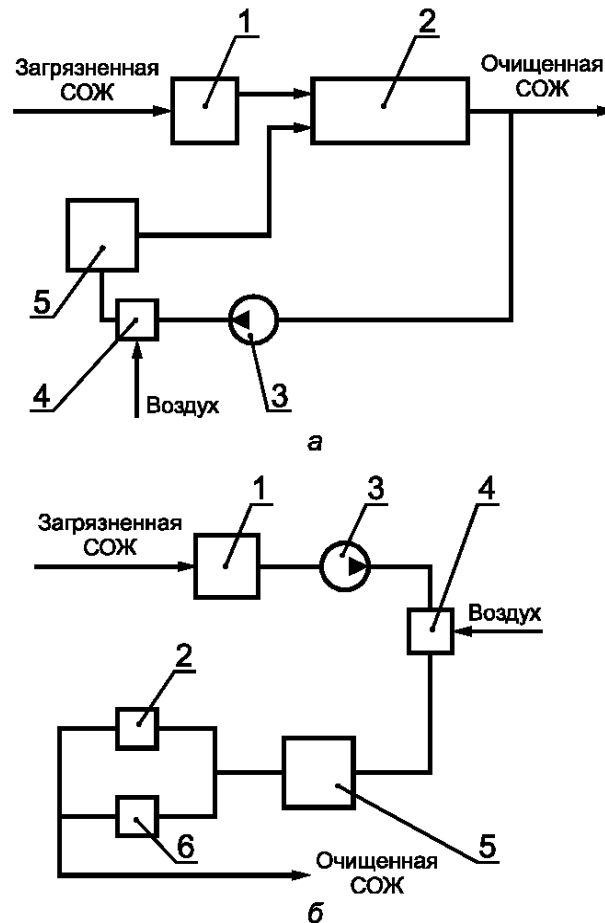 1
2
Загрязненная
СОЖ
Очищенная
СОЖ
5
4
3
Воздух
а
1
3
4
Загрязненная
СОЖ
Воздух
2
6
5
Очищенная
СОЖ
б